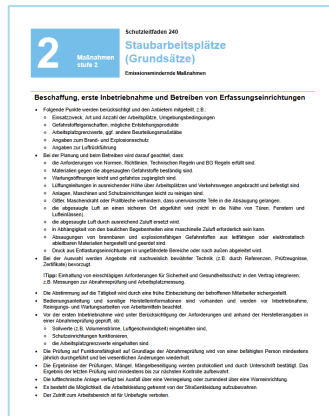 Schutzleitfaden 240
2
Maßnahmen
stufe 2
Staubarbeitsplätze
(Grundsätze)
Emissionsmindernde Maßnahmen
Beschaffung, erste Inbetriebnahme und Betreiben von Erfassungseinrichtungen
• Folgende Punkte werden berücksichtigt und den Anbietern mitgeteilt, z.B.:
○ Einsatzzweck, Art und Anzahl der Arbeitsplätze, Umgebungsbedingungen
○ Gefahrstoffeigenschaften, mögliche Entstehungsprodukte
○ Arbeitsplatzgrenzwerte, ggf. andere Beurteilungsmaßstäbe
○ Angaben zum Brand- und Explosionsschutz
○ Angaben zur Luftrückführung
• Bei der Planung und beim Betreiben wird darauf geachtet, dass:
○ die Anforderungen von Normen, Richtlinien, Technischen Regeln und BG Regeln erfüllt sind.
○ Materialien gegen die abgesaugten Gefahrstoffe beständig sind.
○ Wartungsöffnungen leicht und gefahrlos zugänglich sind.
○ Lüftungsleitungen in ausreichender Höhe über Arbeitsplätzen und Verkehrswegen angebracht und befestigt sind
○ Anlagen, Maschinen und Schutzeinrichtungen leicht zu reinigen sind.
○ Gitter, Maschendraht oder Prallbleche verhindern, dass unerwünschte Teile in die Absaugung gelangen.
○ die abgesaugte Luft an einen sicheren Ort abgeführt wird (nicht in die Nähe von Türen, Fenstern und
Lufteinlässen).
○ die abgesaugte Luft durch ausreichend Zuluft ersetzt wird.
○ in Abhängigkeit von den baulichen Begebenheiten eine maschinelle Zuluft erforderlich sein kann.
○ Absaugungen von brennbaren und explosionsfähigen Gefahrstoffen aus leitfähigen oder elektrostatisch
ableitbaren Materialien hergestellt und geerdet sind.
○ Druck aus Entlastungseinrichtungen in ungefährdete Bereiche oder nach außen abgeleitet wird.
• Bei der Auswahl werden Angebote mit nachweislich bewährter Technik (z.B. durch Referenzen, Prüfzeugnisse,
Zertifikate) bevorzugt.
!Tipp: Einhaltung von einschlägigen Anforderungen für Sicherheit und Gesundheitsschutz in den Vertrag integrieren,
z.B. Messungen zur Abnahmeprüfung und Arbeitsplatzmessung.
• Die Abstimmung auf die Tätigkeit wird durch eine frühe Einbeziehung der betroffenen Mitarbeiter sichergestellt.
• Bedienungsanleitung und sonstige Herstellerinformationen sind vorhanden und werden vor Inbetriebnahme,
Reinigungs- und Wartungsarbeiten von Arbeitsmitteln beachtet.
• Vor der ersten Inbetriebnahme wird unter Berücksichtigung der Anforderungen und anhand der Herstellerangaben in
einer Abnahmeprüfung geprüft, ob:
○ Sollwerte (z.B. Volumenströme, Luftgeschwindigkeit) eingehalten sind.
○ Schutzeinrichtungen funktionieren.
○ die Arbeitsplatzgrenzwerte eingehalten sind.
• Die Prüfung auf Funktionsfähigkeit auf Grundlage der Abnahmeprüfung wird von einer befähigten Person mindestens
jährlich durchgeführt und bei wesentlichen Änderungen wiederholt.
• Die Ergebnisse der Prüfungen, Mängel, Mängelbeseitigung werden protokolliert und durch Unterschrift bestätigt. Das
Ergebnis der letzten Prüfung wird mindestens bis zur nächsten Kontrolle aufbewahrt.
• Die lufttechnische Anlage verfügt bei Ausfall über eine Verriegelung oder zumindest über eine Warneinrichtung.
• Es besteht die Möglichkeit, die Arbeitskleidung getrennt von der Straßenkleidung aufzubewahren.
• Der Zutritt zum Arbeitsbereich ist für Unbefugte verboten.